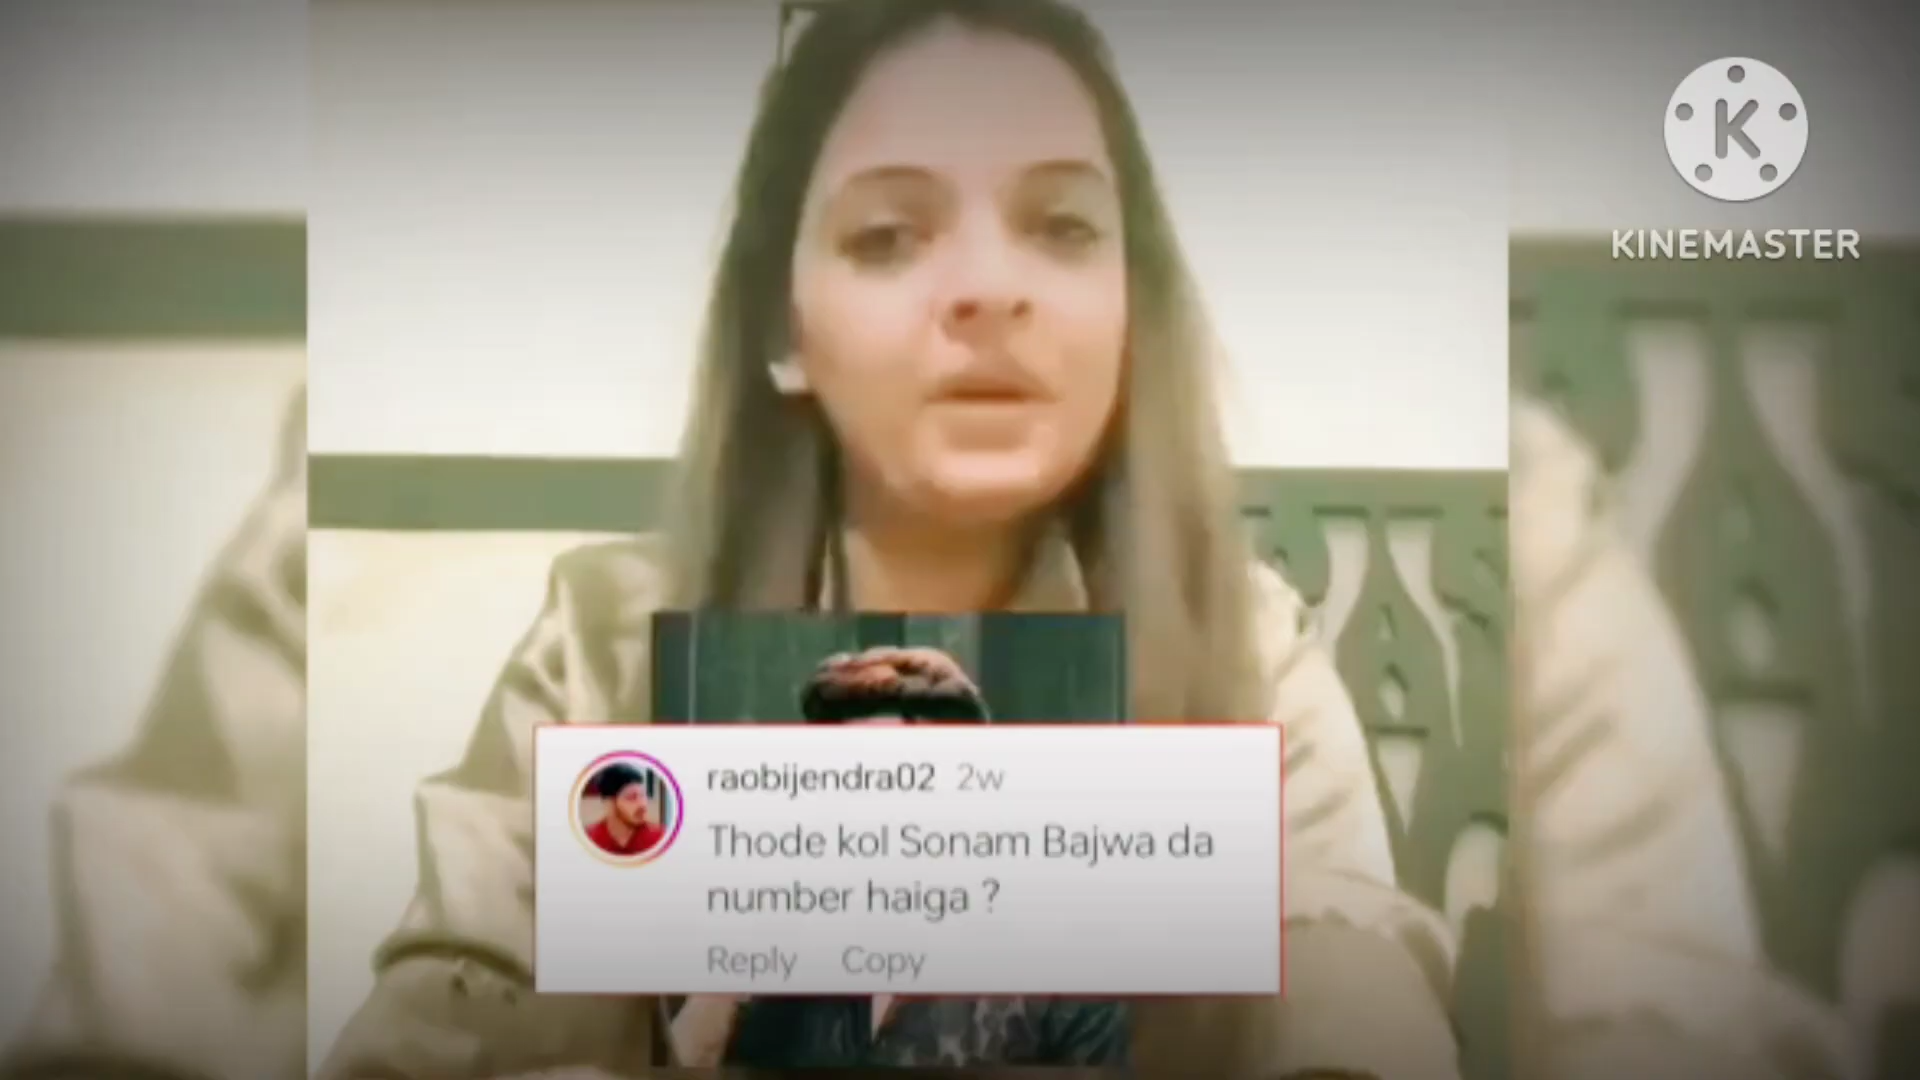 K
KINEMASTER
raobijendra02 2w
Thode kol Sonam Bajwa da
number haiga ?
Reply Copy